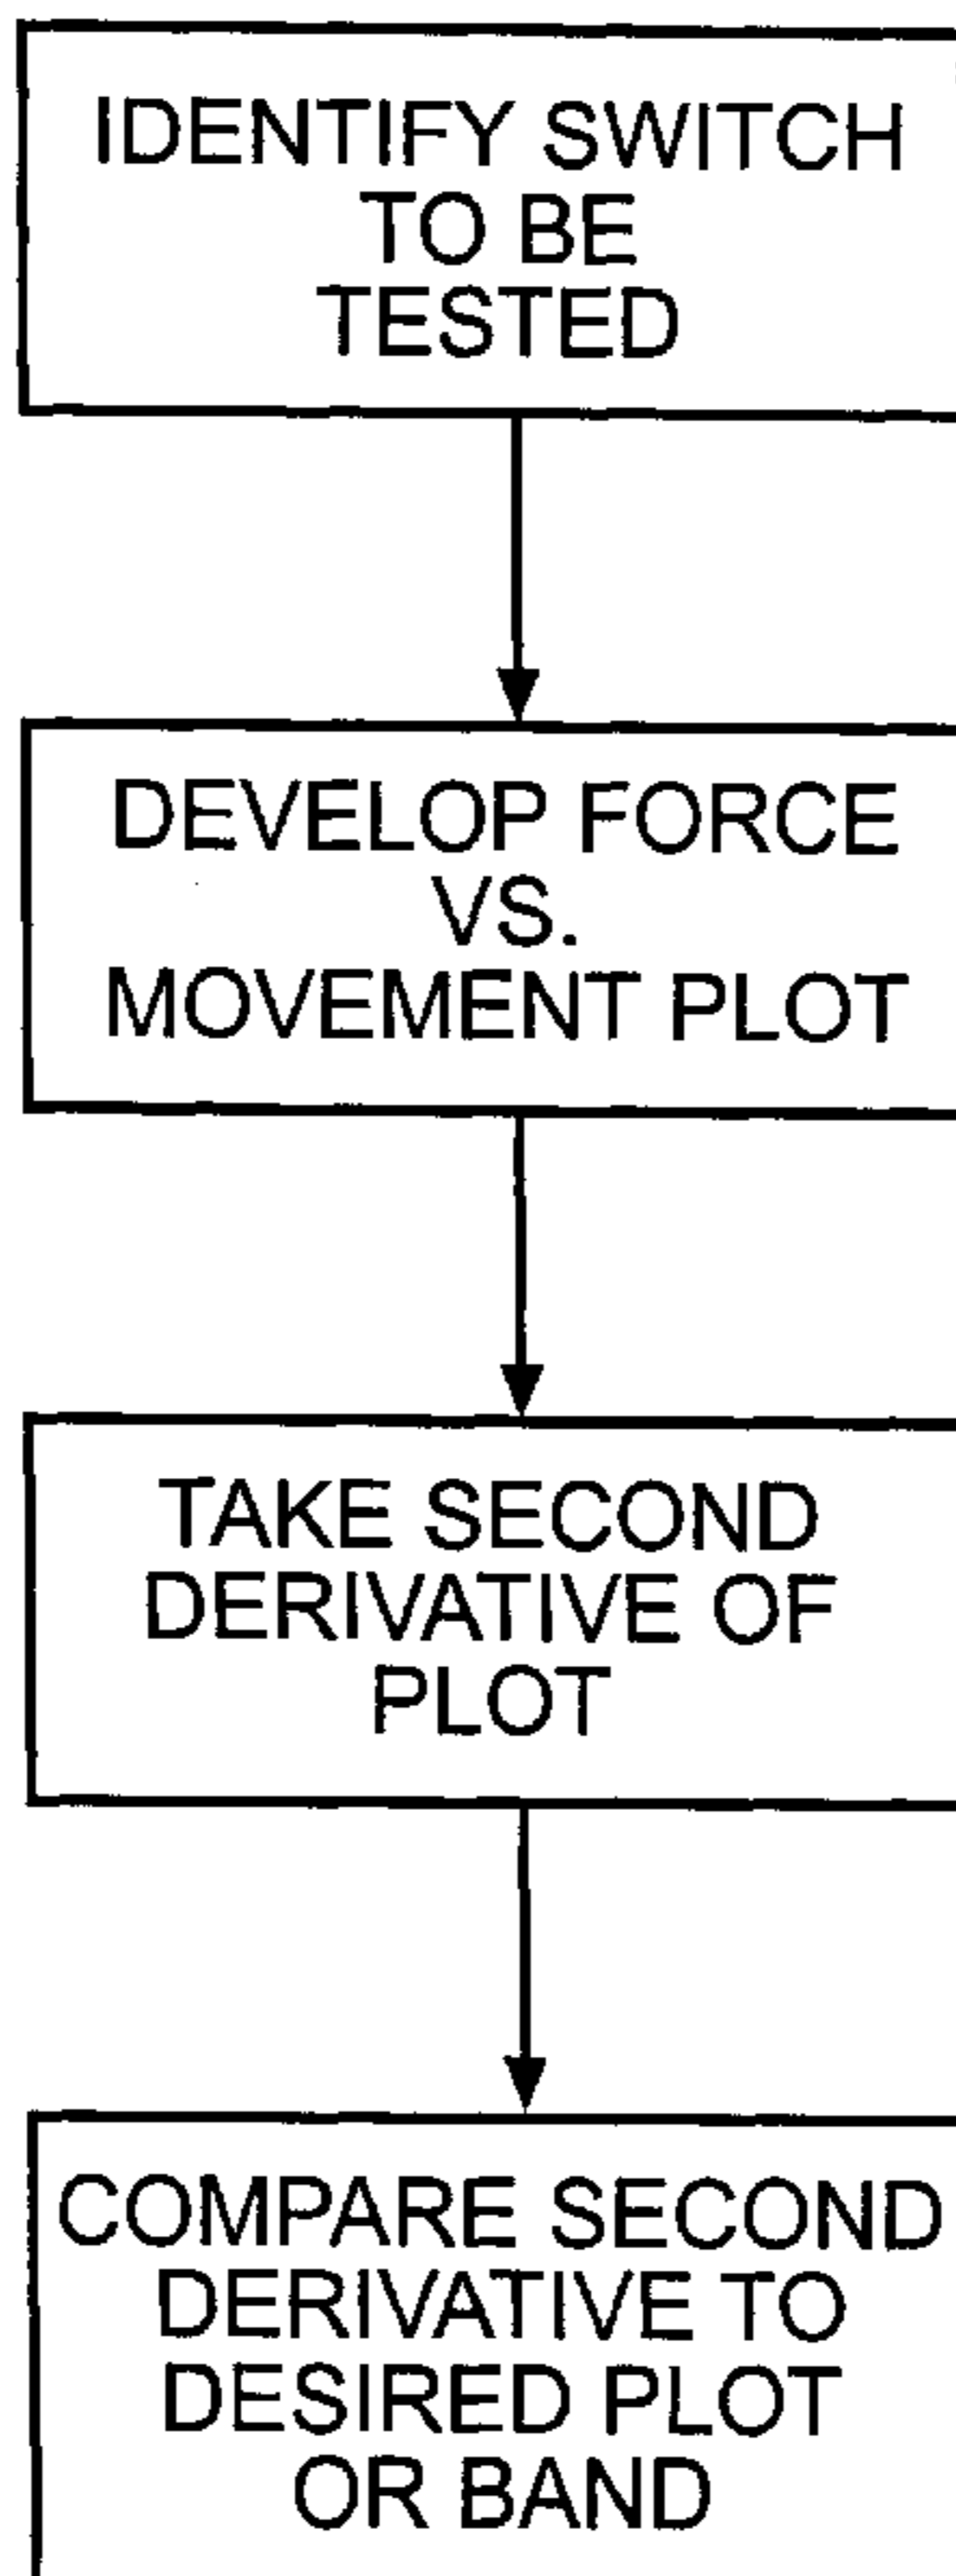 IDENTIFY SWITCH
TO BE
TESTED
DEVELOP FORCE
VS.
MOVEMENT PLOT
TAKE SECOND
DERIVATIVE OF
PLOT
COMPARE SECOND
DERIVATIVE TO
DESIRED PLOT
OR BAND